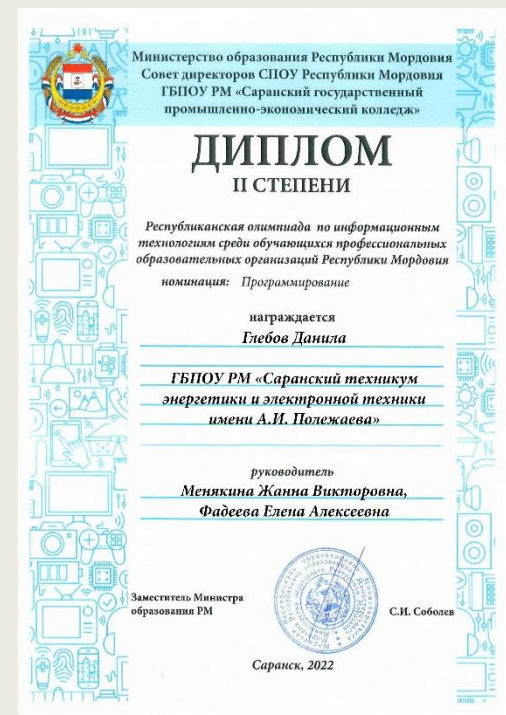 Министерство образования Республики Мордовия
Совет директоров СПОУ Республики Мордовия
ГБПОУ РМ «Саранский государственный
промышленно-экономический колледж»
ДИПЛОМ
II СТЕПЕНИ
Республиканская олимпиада по информационным
технологиям среди обучающихся профессиональных
образовательных организаций Республики Мордовия
номинация: Программирование
награждается
Глебов Данила
ГБПОУ РМ «Саранский техникум
энергетики и электронной техники
имени А.И. Полежаева»
руководитель
Менякина Жанна Викторовна,
Фадеева Елена Алексеевна
Заместитель Министра
образования РМ
С.И. Соболев
Саранск, 2022